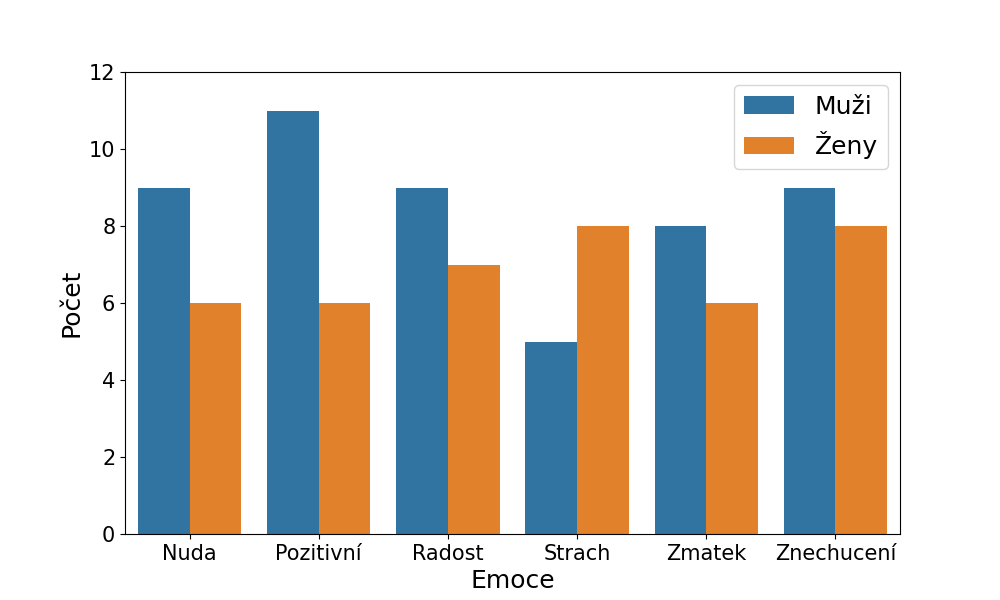 12
10
8
6
4
2
0
Počet
Muži
Ženy
Nuda Pozitivní Radost Strach Zmatek Znechucení
Emoce